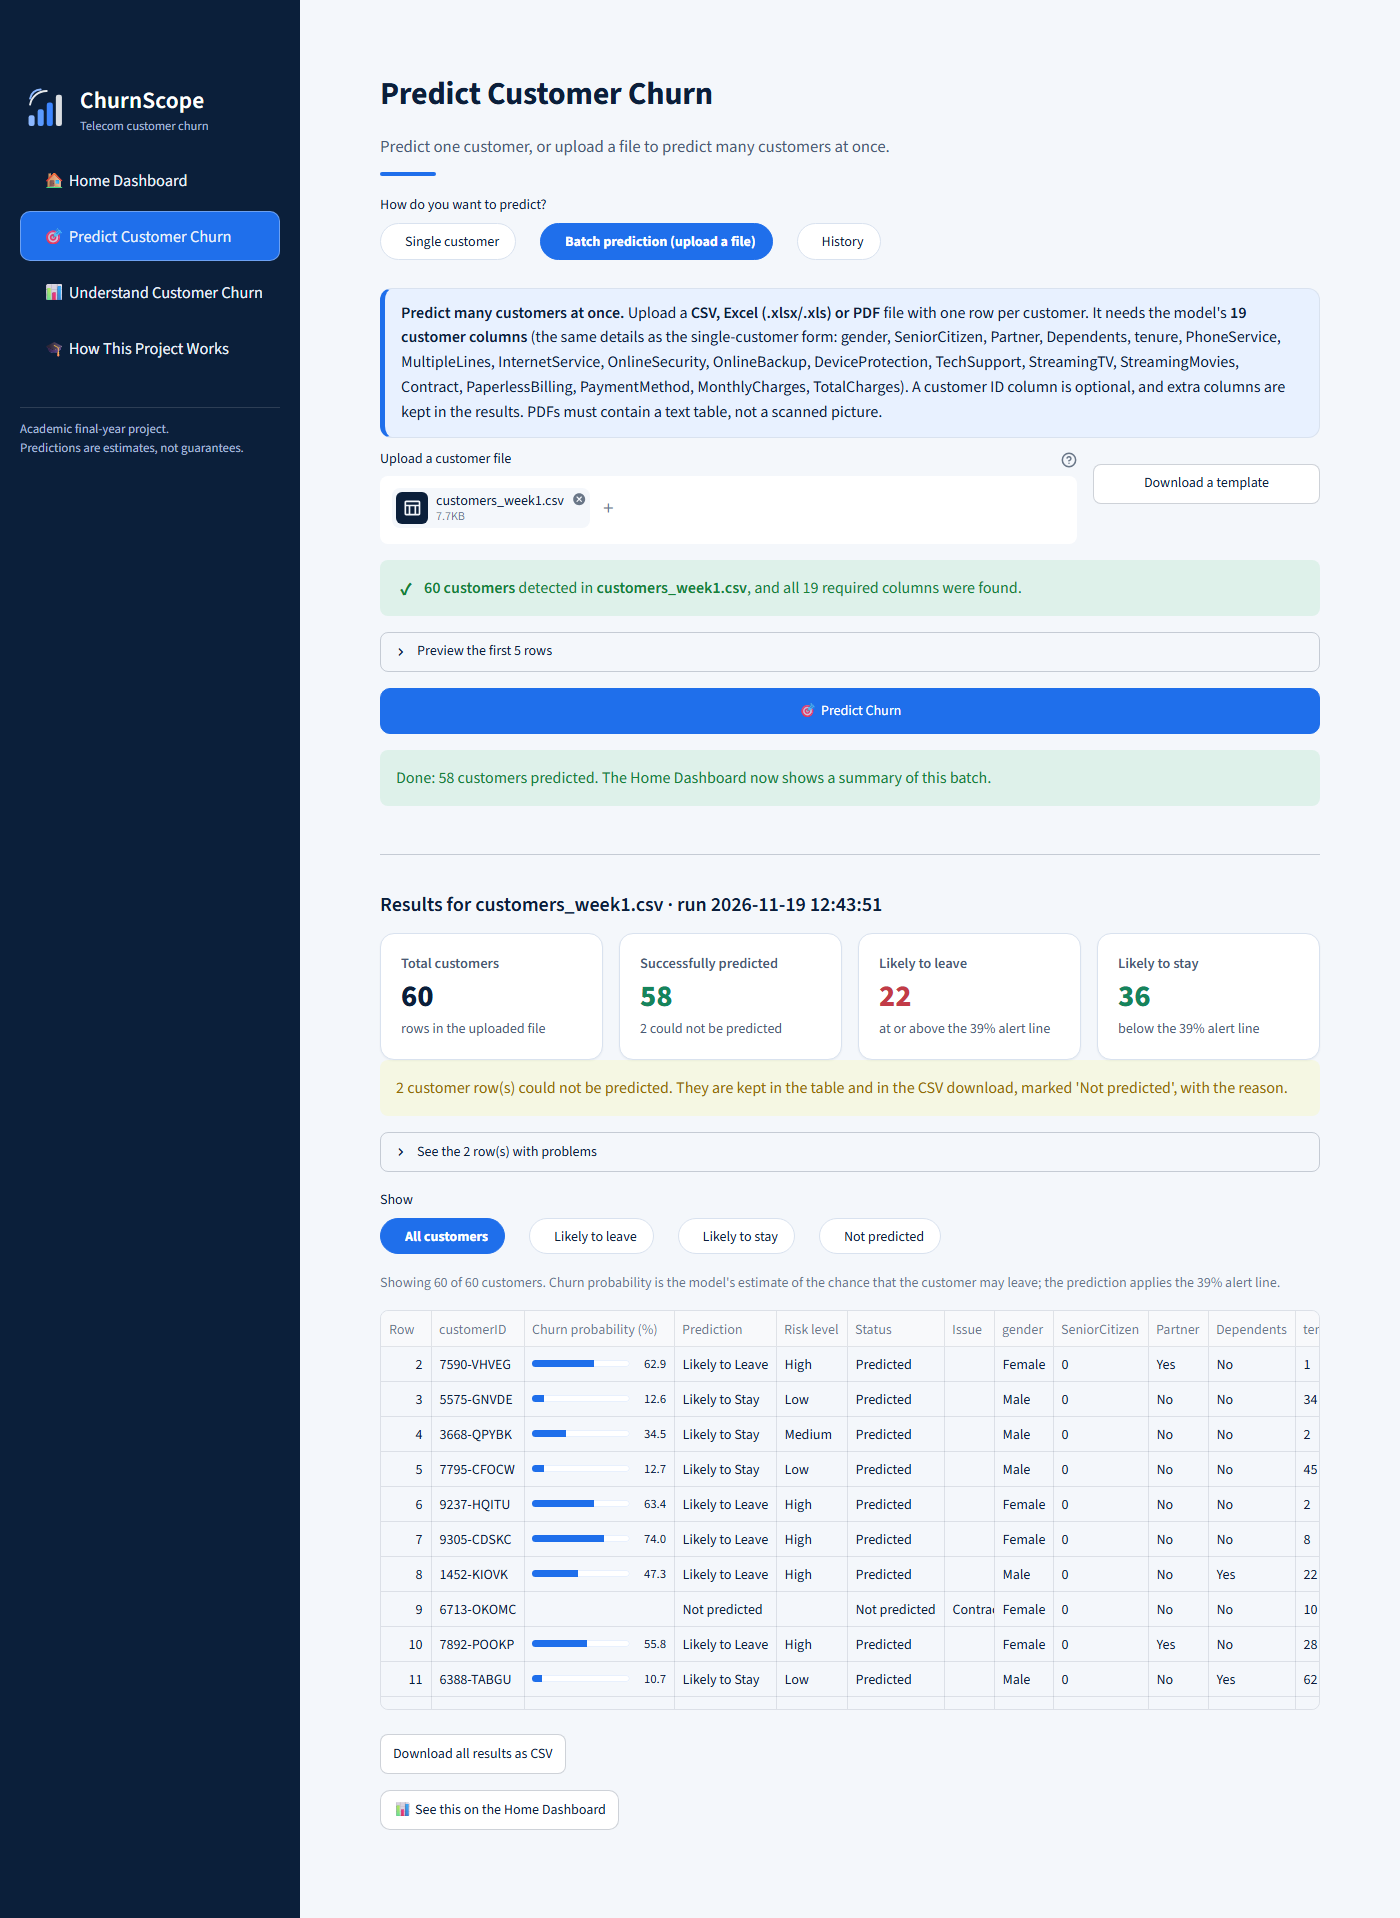 ChurnScope
Telecom customer churn
Home Dashboard
Predict Customer Churn
Understand Customer Churn
How This Project Works
Academic final-year project.
Predictions are estimates, not guarantees.
Predict Customer Churn
Predict one customer, or upload a file to predict many customers at once.
How do you want to predict?
Single customer
Batch prediction (upload a file)
History
Predict many customers at once. Upload a CSV, Excel (.xlsx/.xls) or PDF file with one row per customer. It needs the model's 19
customer columns (the same details as the single-customer form: gender, SeniorCitizen, Partner, Dependents, tenure, PhoneService,
MultipleLines, InternetService, OnlineSecurity, OnlineBackup, DeviceProtection, TechSupport, StreamingTV, StreamingMovies,
Contract, PaperlessBilling, PaymentMethod, MonthlyCharges, TotalCharges). A customer ID column is optional, and extra columns are
kept in the results. PDFs must contain a text table, not a scanned picture.
Upload a customer file
Download a template
customers_week1.csv
7.7KB
60 customers detected in customers_week1.csv, and all 19 required columns were found.
Preview the first 5 rows
Predict Churn
Done: 58 customers predicted. The Home Dashboard now shows a summary of this batch.
Results for customers_week1.csv · run 2026-11-19 12:43:51
Total customers
60
rows in the uploaded file
Successfully predicted
58
2 could not be predicted
Likely to leave
22
at or above the 39% alert line
Likely to stay
36
below the 39% alert line
2 customer row(s) could not be predicted. They are kept in the table and in the CSV download, marked 'Not predicted', with the reason.
See the 2 row(s) with problems
Show
All customers
Likely to leave
Likely to stay
Not predicted
Showing 60 of 60 customers. Churn probability is the model's estimate of the chance that the customer may leave; the prediction applies the 39% alert line.
Row customerID Churn probability (%) Prediction Risk level Status Issue gender SeniorCitizen Partner Dependents ter
2 7590-VHVEG 62.9 Likely to Leave High Predicted Female 0 Yes No 1
3 5575-GNVDE 12.6 Likely to Stay Low Predicted Male 0 No No 34
4 3668-QPYBK 34.5 Likely to Stay Medium Predicted Male 0 No No 2
5 7795-CFOCW 12.7 Likely to Stay Low Predicted Male 0 No No 45
6 9237-HQITU 63.4 Likely to Leave High Predicted Female 0 No No 2
7 9305-CDSKC 74.0 Likely to Leave High Predicted Female 0 No No 8
8 1452-KIOVK 47.3 Likely to Leave High Predicted Male 0 No Yes 22
9 6713-OKOMC Not predicted Not predicted Contrac Female 0 No No 10
10 7892-POOKP 55.8 Likely to Leave High Predicted Female 0 Yes No 28
11 6388-TABGU 10.7 Likely to Stay Low Predicted Male 0 No Yes 62
Download all results as CSV
See this on the Home Dashboard